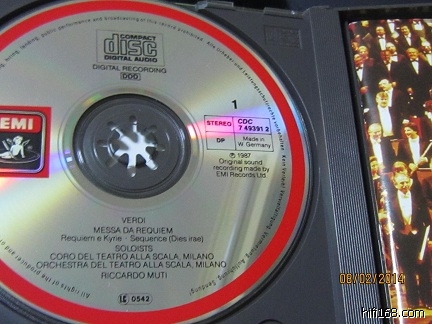 COMPACT
disc
DIGITAL AUDIO
DIGITAL RECORDING
DDD
EMI
1
STEREO
CDC
7 49391 2
DP
Made in
W. Germany
℗ 1987
Original sound
recording made by
EMI Records Ltd.
VERDI
MESSA DA REQUIEM
Requiem e Kyrie · Sequence (Dies irae)
SOLOISTS
CORO DEL TEATRO ALLA SCALA, MILANO
ORCHESTRA DEL TEATRO ALLA SCALA, MILANO
RICCARDO MUTI
LC 0542
08/02/2014
hifi168.com